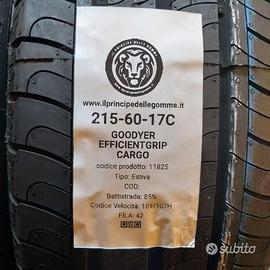 IL PRINCIPE DELLE GOMME
www.ilprincipedellegomme.it
215-60-17C
GOODYER
EFFICIENTGRIP
CARGO
codice prodotto: 11825
Tipo: Estiva
COD:
Battistrada: 85%
Codice Velocità: 109/107H
FILA: 42
subito